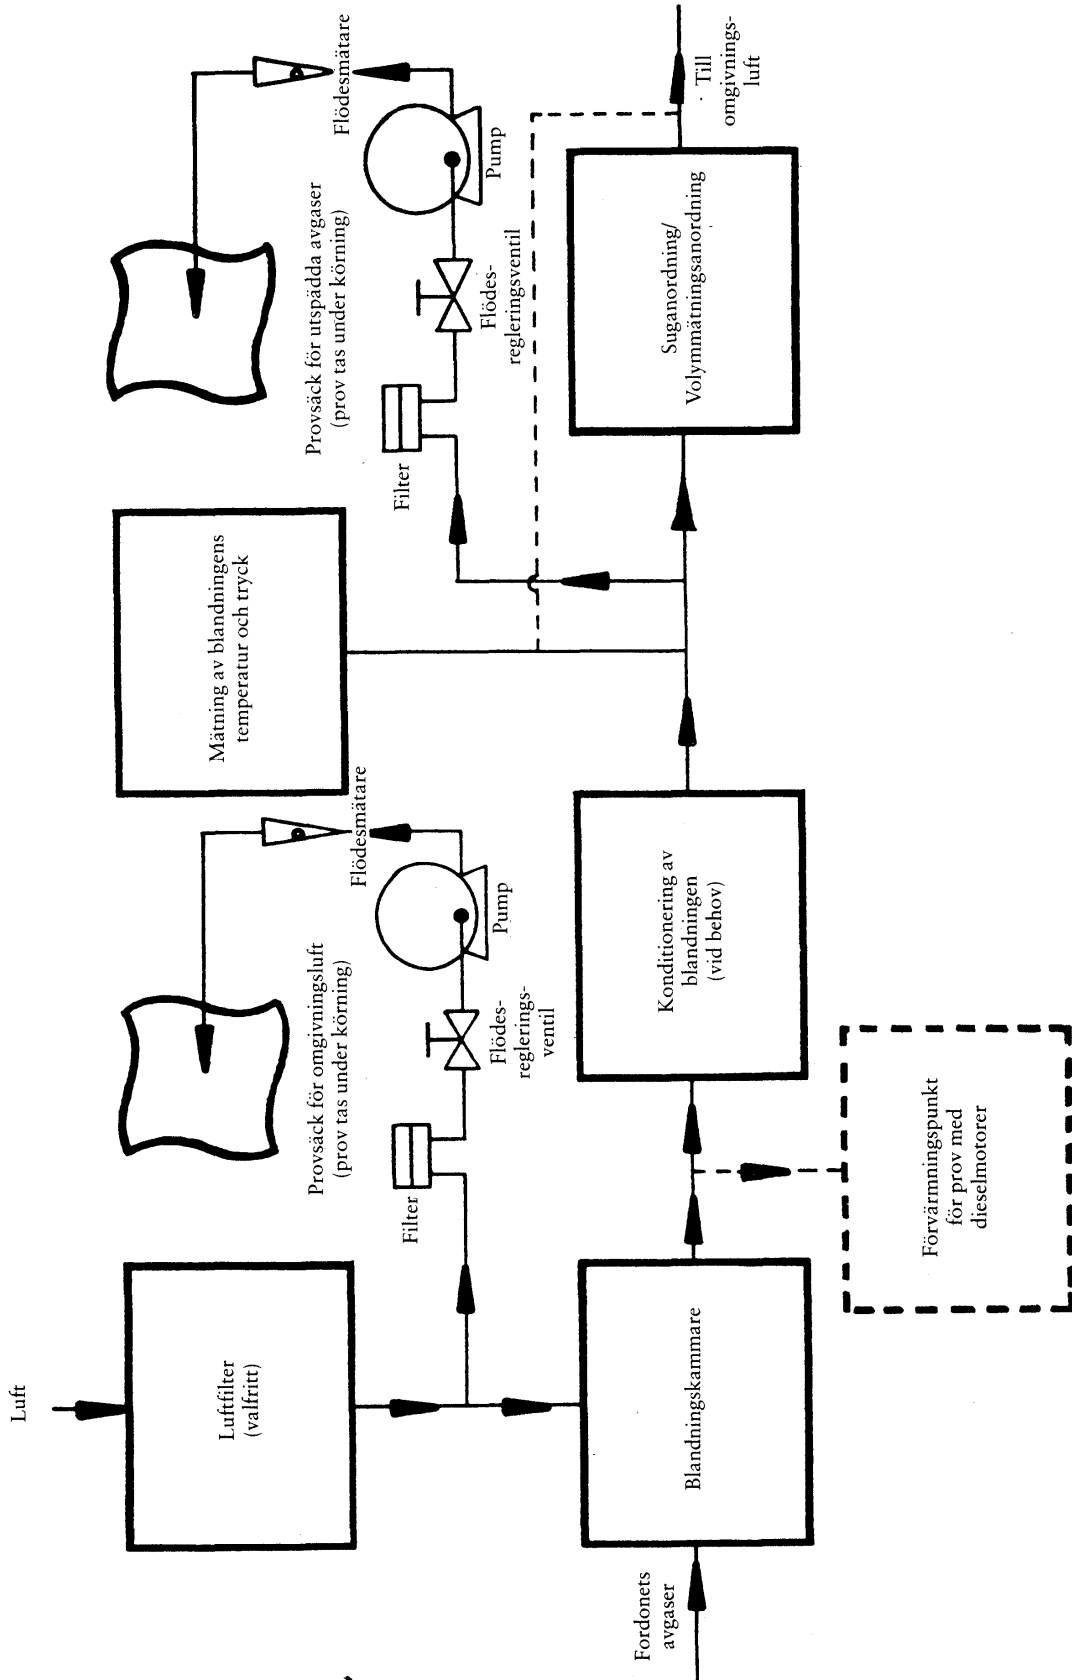 Luft
Luftfilter
(valfritt)
Fordonets
avgaser
Blandningskammare
Filter
Flödes-
reglerings-
ventil
Pump
Flödesmätare
Provsäck för omgivningsluft
(prov tas under körning)
Förvärmningspunkt
för prov med
dieselmotorer
Konditionering av
blandningen
(vid behov)
Mätning av blandningens
temperatur och tryck
Filter
Flödes-
regleringsventil
Pump
Flödesmätare
Provsäck för utspädda avgaser
(prov tas under körning)
Suganordning/
Volymmätningsanordning
Till
omgivnings-
luft